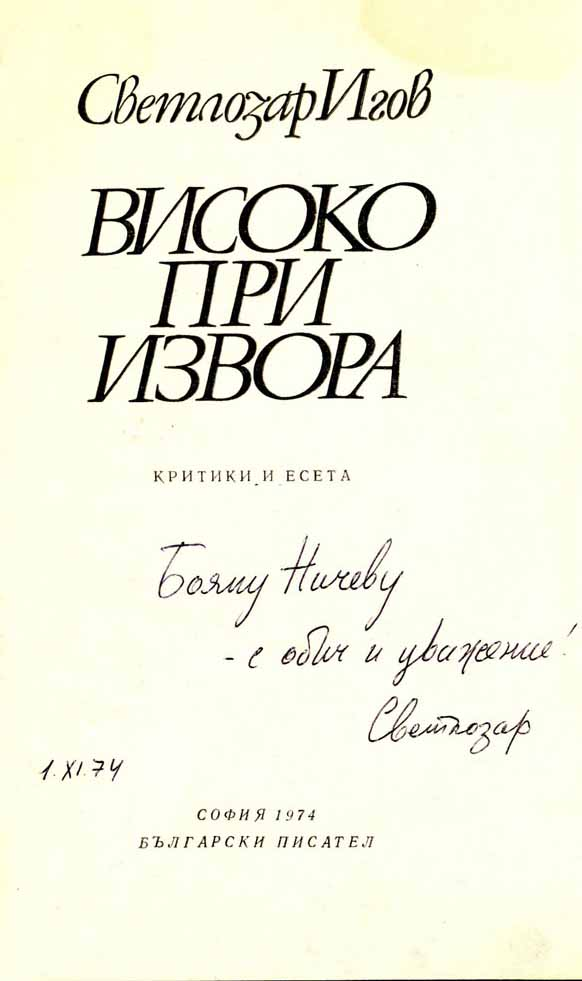 Светлозар Игов
ВИСОКО
ПРИ
ИЗВОРА
КРИТИКИ И ЕСЕТА
Бояну Ничеву
- с обич и уважение!
Светлозар
1.XI.74
СОФИЯ 1974
БЪЛГАРСКИ ПИСАТЕЛ